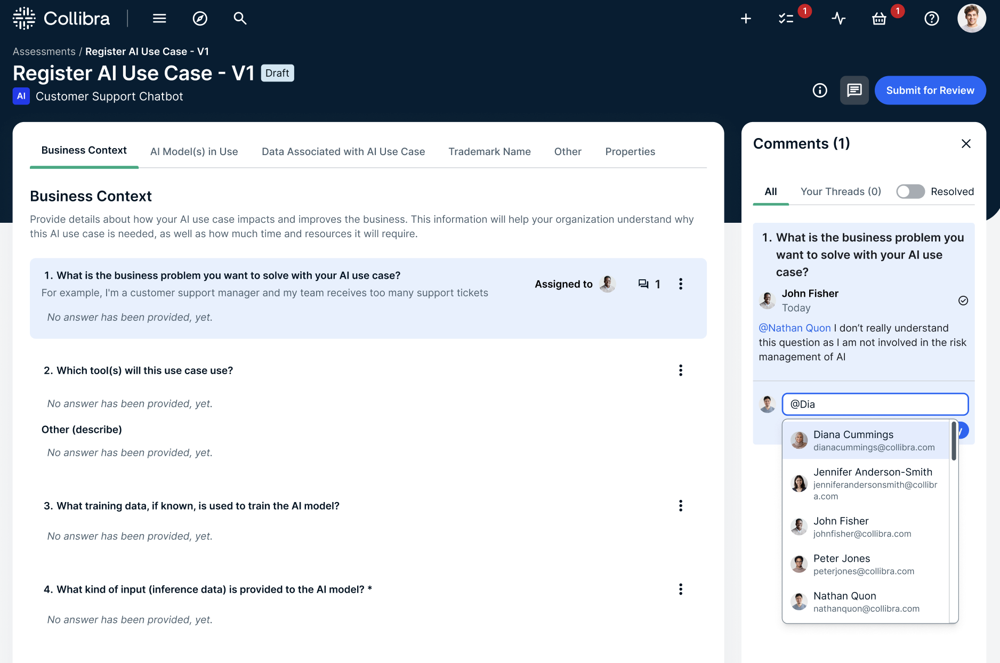 Collibra
1
1
Assessments / Register AI Use Case - V1
Register AI Use Case - V1 Draft
AI Customer Support Chatbot
Submit for Review
Business Context
AI Model(s) in Use
Data Associated with AI Use Case
Trademark Name
Other
Properties
Business Context
Provide details about how your AI use case impacts and improves the business. This information will help your organization understand why
this AI use case is needed, as well as how much time and resources it will require.
1. What is the business problem you want to solve with your AI use case?
For example, I'm a customer support manager and my team receives too many support tickets
Assigned to
1
No answer has been provided, yet.
2. Which tool(s) will this use case use?
No answer has been provided, yet.
Other (describe)
No answer has been provided, yet.
3. What training data, if known, is used to train the AI model?
No answer has been provided, yet.
4. What kind of input (inference data) is provided to the AI model? *
No answer has been provided, yet.
Comments (1)
All
Your Threads (0)
Resolved
1. What is the business problem you
want to solve with your AI use
case?
John Fisher
Today
@Nathan Quon I don’t really understand
this question as I am not involved in the risk
management of AI
@Dia
Diana Cummings
dianacummings@collibra.com
Jennifer Anderson-Smith
jenniferandersonsmith@collibr
a.com
John Fisher
johnfisher@collibra.com
Peter Jones
peterjones@collibra.com
Nathan Quon
nathanquon@collibra.com